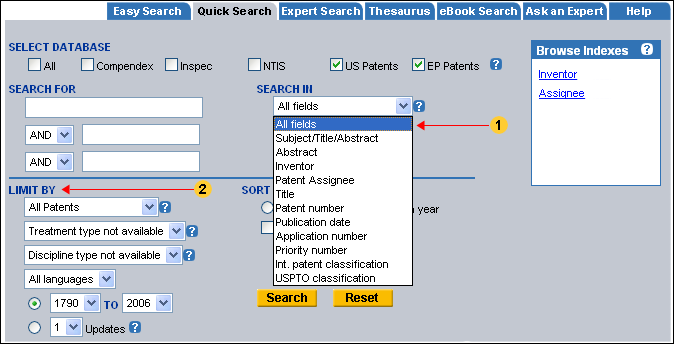 Easy Search Quick Search Expert Search Thesaurus eBook Search Ask an Expert Help
SELECT DATABASE
All Compendex Inspec NTIS US Patents EP Patents ?
SEARCH FOR
SEARCH IN
All fields ?
All fields
1
Subject/Title/Abstract
AND
Abstract
AND
Inventor
Patent Assignee
Title
Patent number
Publication date
Application number
Priority number
Int. patent classification
USPTO classification
LIMIT BY
2
All Patents ?
Treatment type not available ?
Discipline type not available ?
All languages
1790 TO 2006
1 Updates ?
SORT
year
Search Reset
Browse Indexes ?
Inventor
Assignee